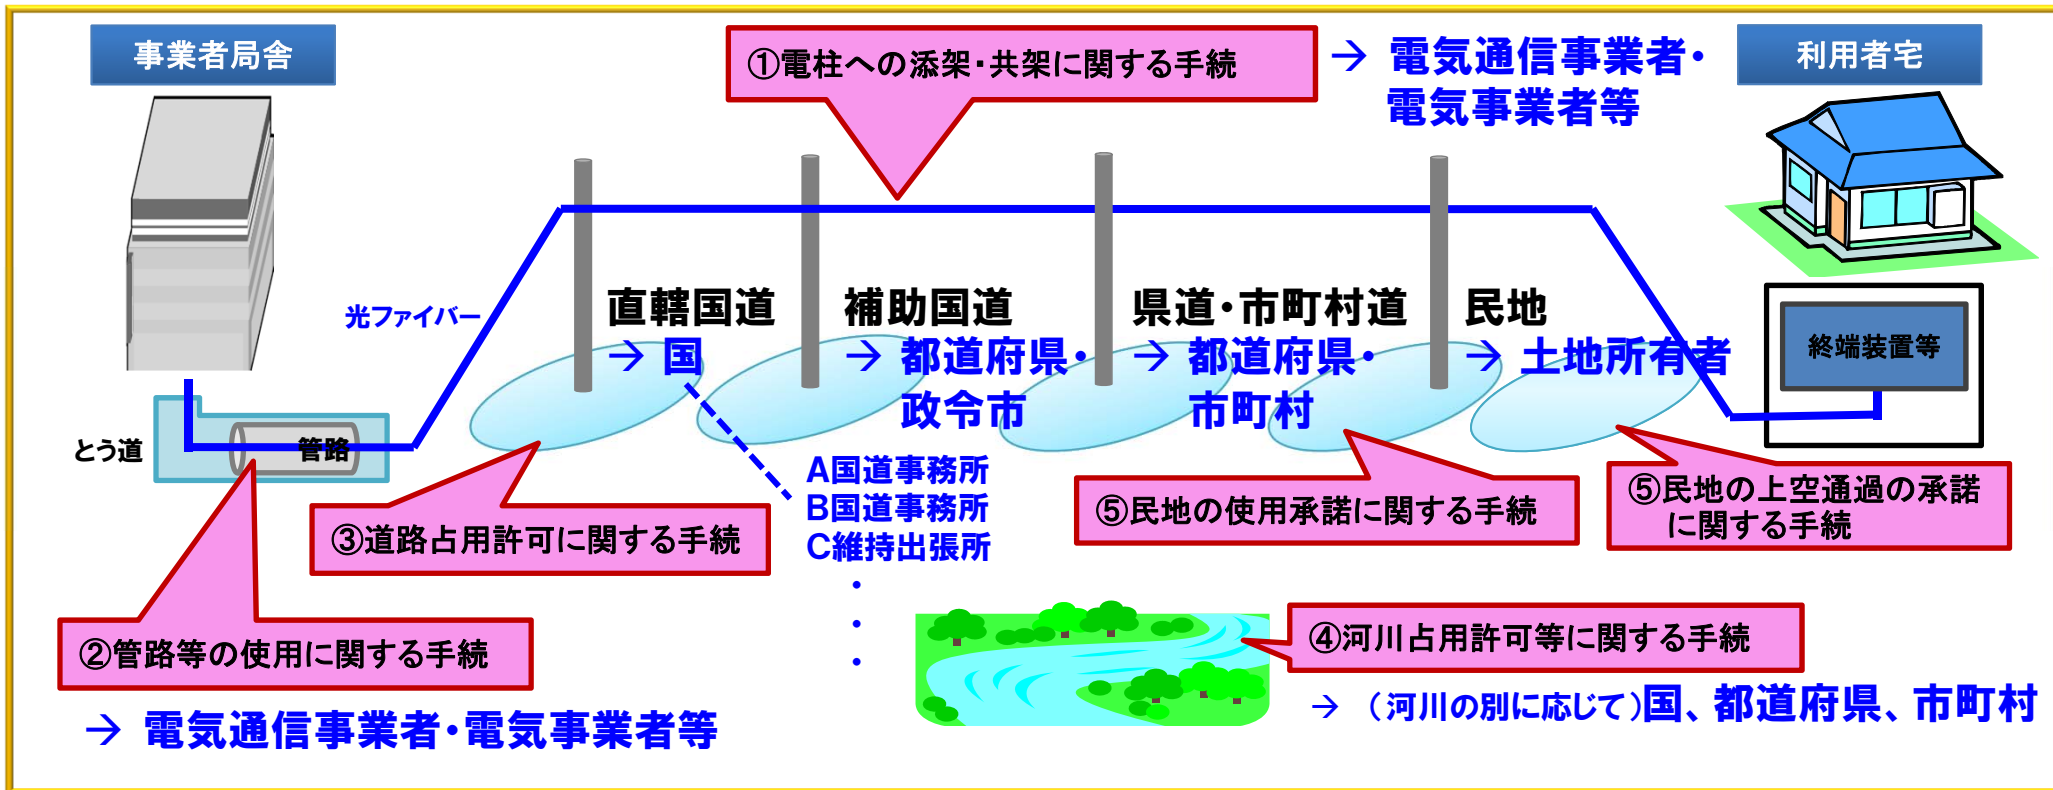 事業者局舎
①電柱への添架・共架に関する手続
→ 電気通信事業者・
電気事業者等
利用者宅
光ファイバー
直轄国道
→ 国
補助国道
→ 都道府県・
政令市
県道・市町村道
→ 都道府県・
市町村
民地
→ 土地所有者
終端装置等
とう道
管路
A国道事務所
B国道事務所
C維持出張所
・
・
・
③道路占用許可に関する手続
⑤民地の使用承諾に関する手続
⑤民地の上空通過の承諾
に関する手続
②管路等の使用に関する手続
→ 電気通信事業者・電気事業者等
④河川占用許可等に関する手続
→ （河川の別に応じて）国、都道府県、市町村